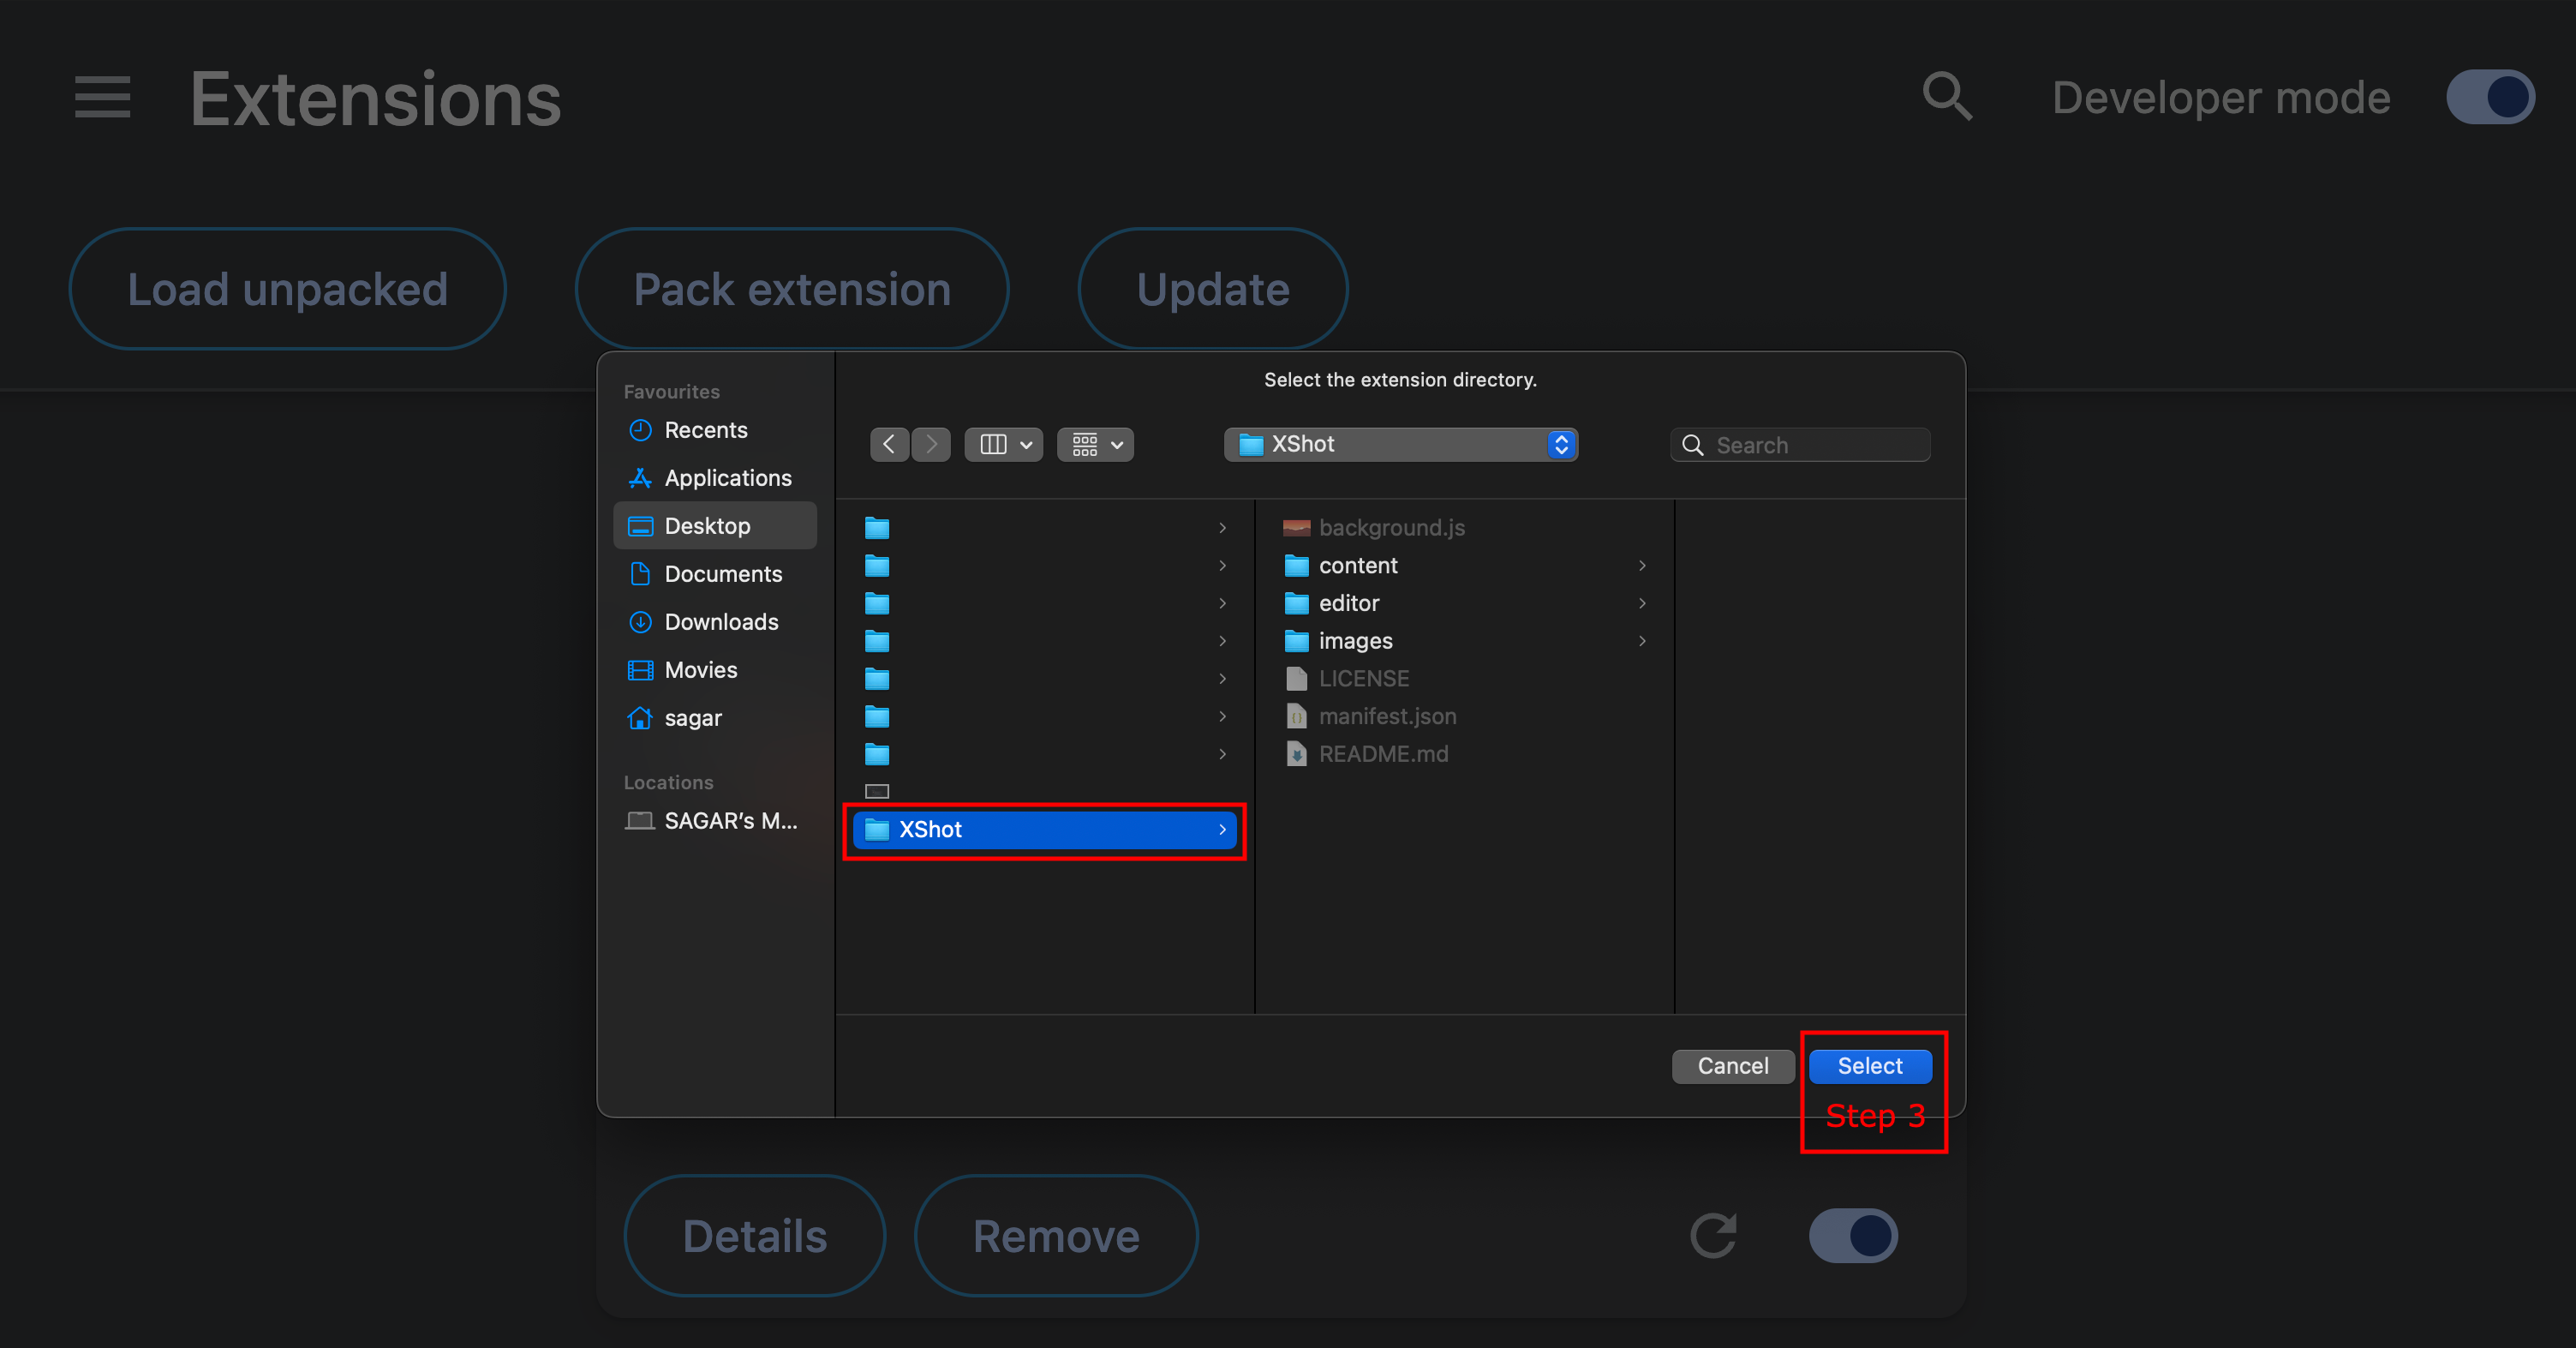 Extensions
Developer mode
Load unpacked
Pack extension
Update
Select the extension directory.
Favourites
Recents
Applications
Desktop
Documents
Downloads
Movies
sagar
Locations
SAGAR’s M...
XShot
Search
XShot
background.js
content
editor
images
LICENSE
manifest.json
README.md
Cancel
Select
Step 3
Details
Remove